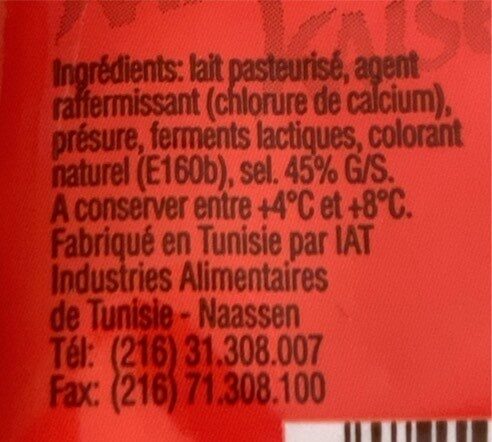 Ingrédients: lait pasteurisé, agent
raffermissant (chlorure de calcium),
présure, ferments lactiques, colorant
naturel (E160b), sel. 45% G/S.
A conserver entre +4°C et +8°C.
Fabriqué en Tunisie par IAT
Industries Alimentaires
de Tunisie - Naassen
Tél: (216) 31.308.007
Fax: (216) 71.308.100